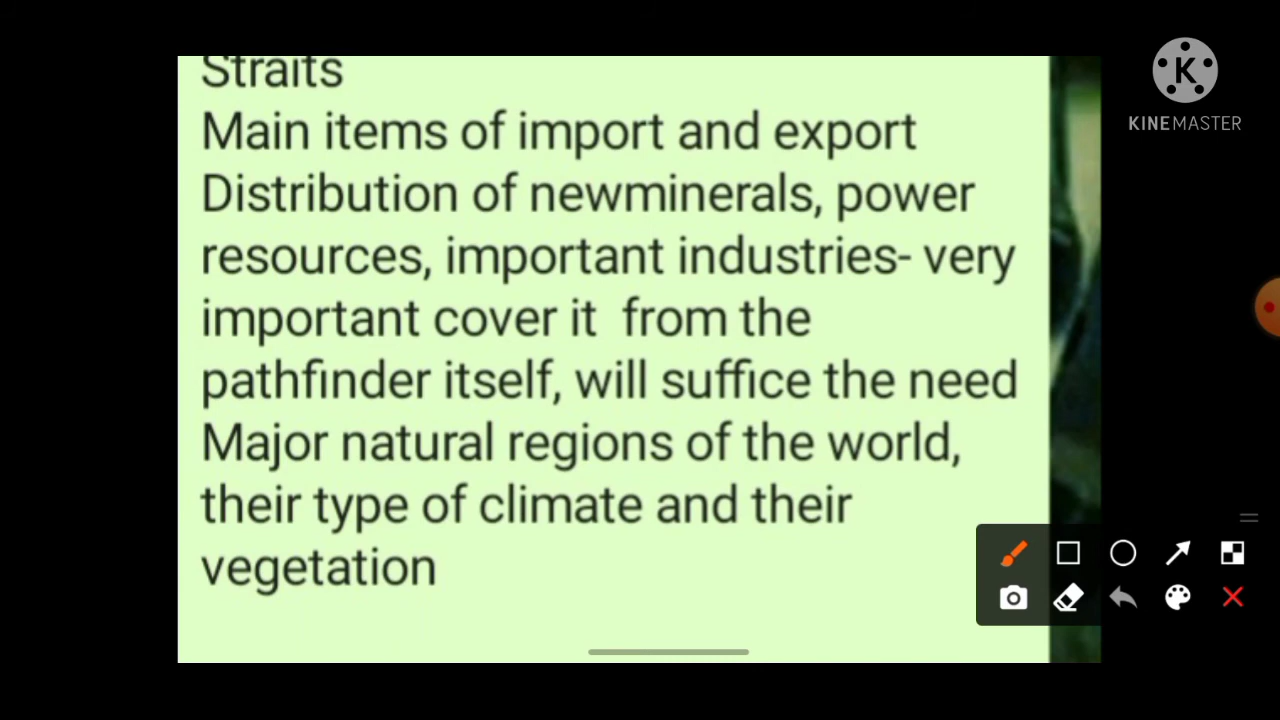 Straits
Main items of import and export
Distribution of newminerals, power
resources, important industries- very
important cover it  from the
pathfinder itself, will suffice the need
Major natural regions of the world,
their type of climate and their
vegetation
K
KINEMASTER